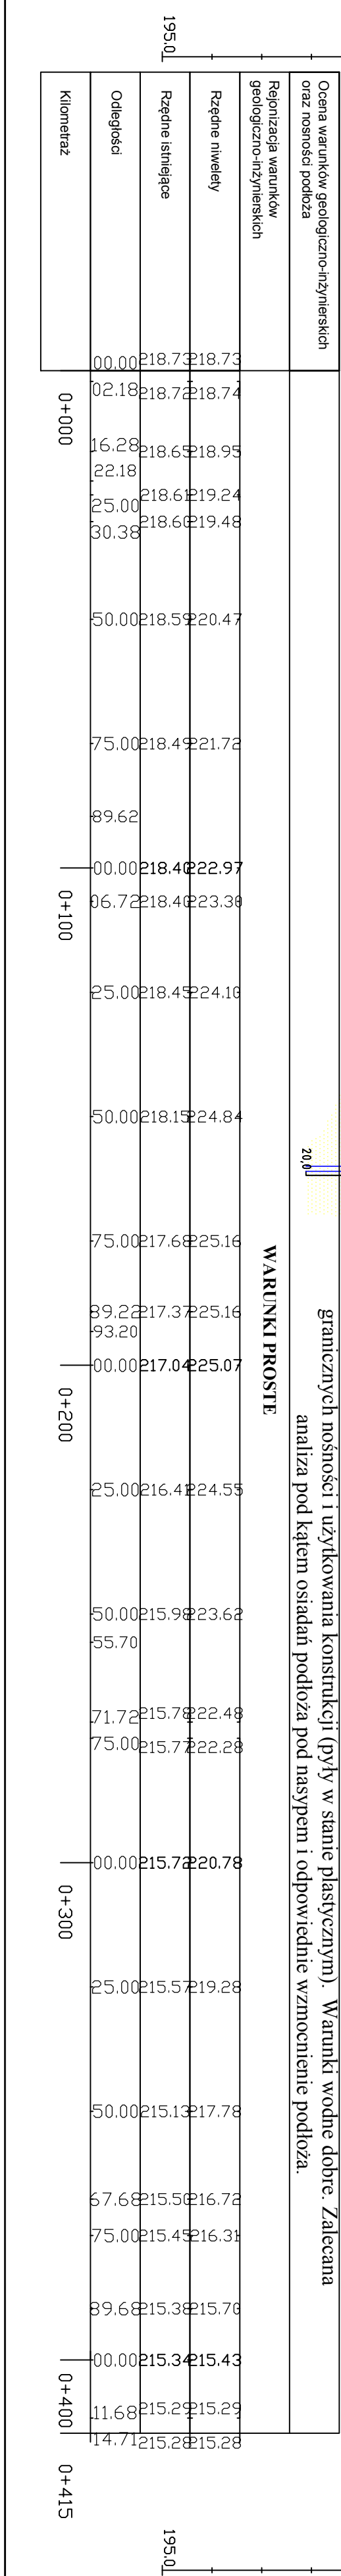 granicznych nośności i użytkowania konstrukcji (pyły w stanie plastycznym). Warunki wodne dobre. Zalecana
analiza pod kątem osiadań podłoża pod nasypem i odpowiednie wzmocnienie podłoża.
20,0
195.0
195.0
Ocena warunków geologiczno-inżynierskich
oraz nosności podłoża
Rejonizacja warunków
geologiczno-inżynierskich
WARUNKI PROSTE
Rzędne niwelety
218.73 218.74 218.95 219.24 219.48 220.47 221.72 222.97 223.30 224.10 224.84 225.16 225.16 225.07 224.55 223.62 222.48 222.28 220.78 219.28 217.78 216.72 216.31 215.70 215.43 215.29 215.28
Rzędne istniejące
218.73 218.72 218.65 218.61 218.60 218.59 218.49 218.40 218.40 218.45 218.15 217.68 217.37 217.04 216.41 215.98 215.78 215.77 215.72 215.57 215.13 215.50 215.45 215.38 215.34 215.29 215.28
Odległości
00.00 02.18 16.28 22.18 25.00 30.38 50.00 75.00 89.62 00.00 06.72 25.00 50.00 75.00 89.22 93.20 00.00 25.00 50.00 55.70 71.72 75.00 00.00 25.00 50.00 67.68 75.00 89.68 00.00 11.68 14.71
Kilometraż
0+000 0+100 0+200 0+300 0+400 0+415